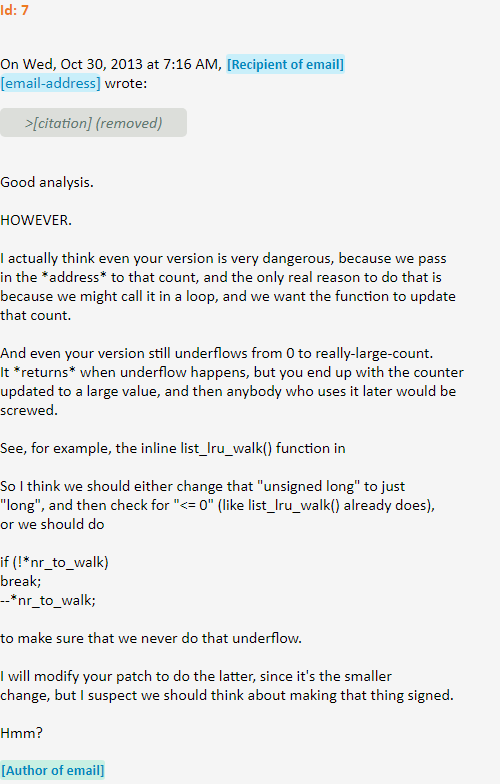 Id: 7
On Wed, Oct 30, 2013 at 7:16 AM, [Recipient of email]
[email-address] wrote:
>[citation] (removed)
Good analysis.
HOWEVER.
I actually think even your version is very dangerous, because we pass
in the *address* to that count, and the only real reason to do that is
because we might call it in a loop, and we want the function to update
that count.
And even your version still underflows from 0 to really-large-count.
It *returns* when underflow happens, but you end up with the counter
updated to a large value, and then anybody who uses it later would be
screwed.
See, for example, the inline list_lru_walk() function in
So I think we should either change that "unsigned long" to just
"long", and then check for "<= 0" (like list_lru_walk() already does),
or we should do
if (!*nr_to_walk)
break;
--*nr_to_walk;
to make sure that we never do that underflow.
I will modify your patch to do the latter, since it's the smaller
change, but I suspect we should think about making that thing signed.
Hmm?
[Author of email]